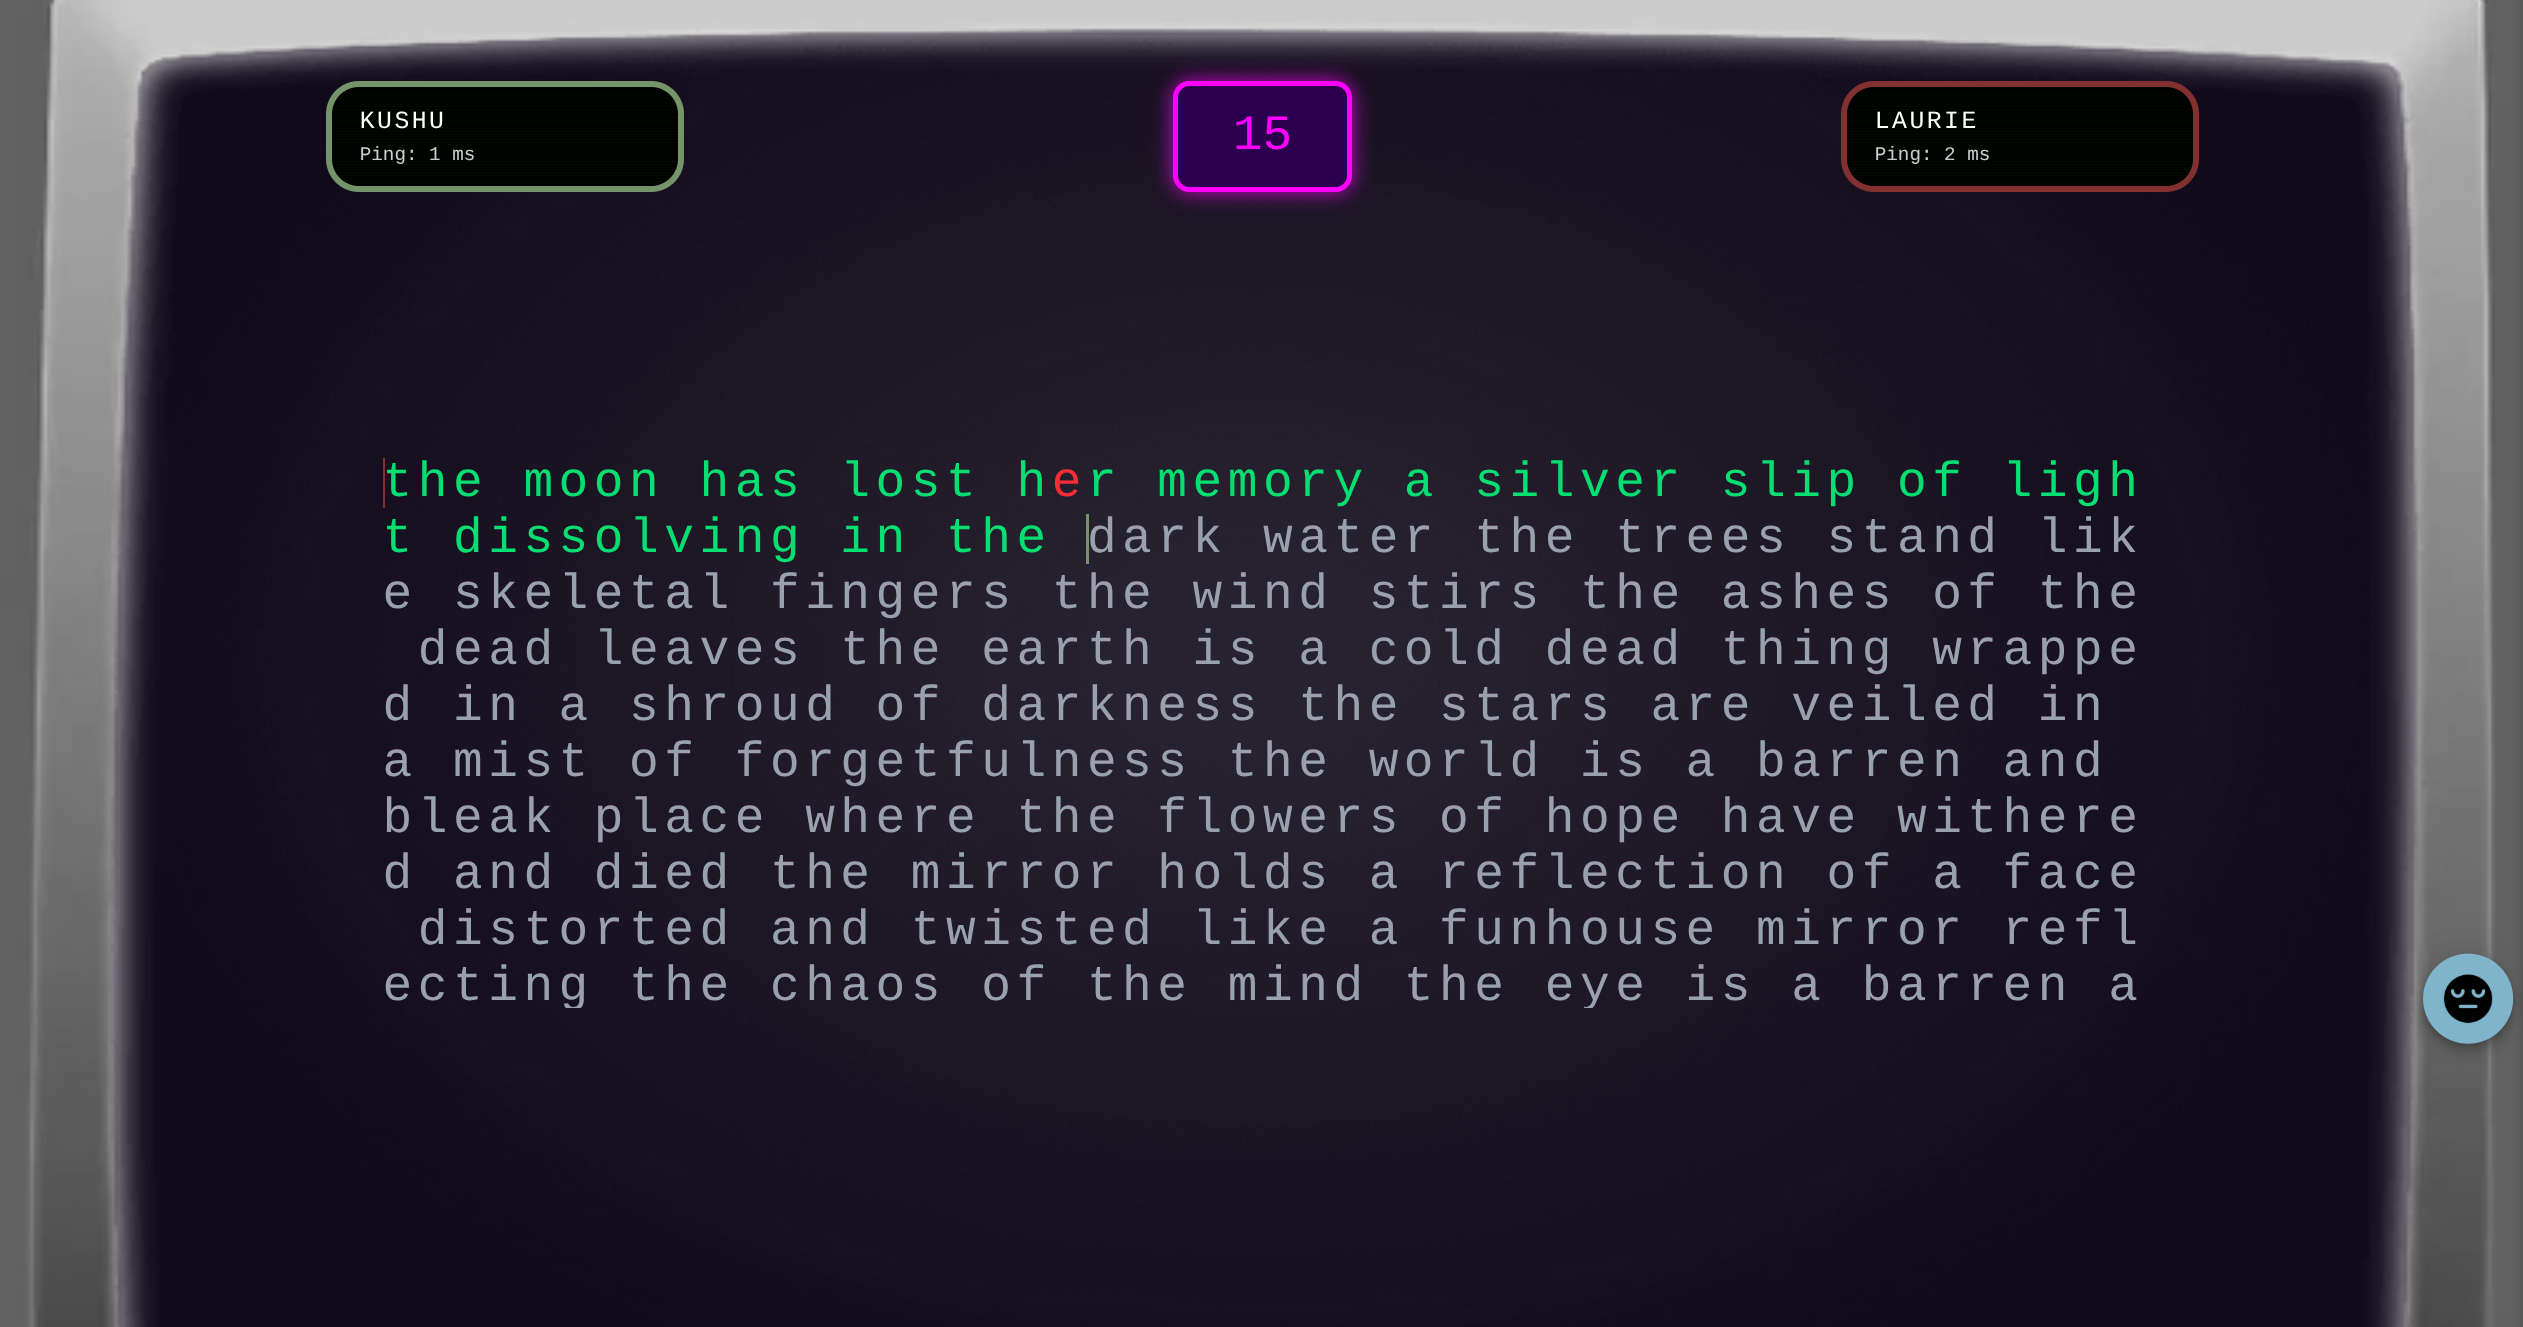 KUSHU
Ping: 1 ms
15
LAURIE
Ping: 2 ms
the moon has lost her memory a silver slip of ligh
t dissolving in the dark water the trees stand lik
e skeletal fingers the wind stirs the ashes of the
dead leaves the earth is a cold dead thing wrappe
d in a shroud of darkness the stars are veiled in
a mist of forgetfulness the world is a barren and
bleak place where the flowers of hope have withere
d and died the mirror holds a reflection of a face
distorted and twisted like a funhouse mirror refl
ecting the chaos of the mind the eye is a barren a